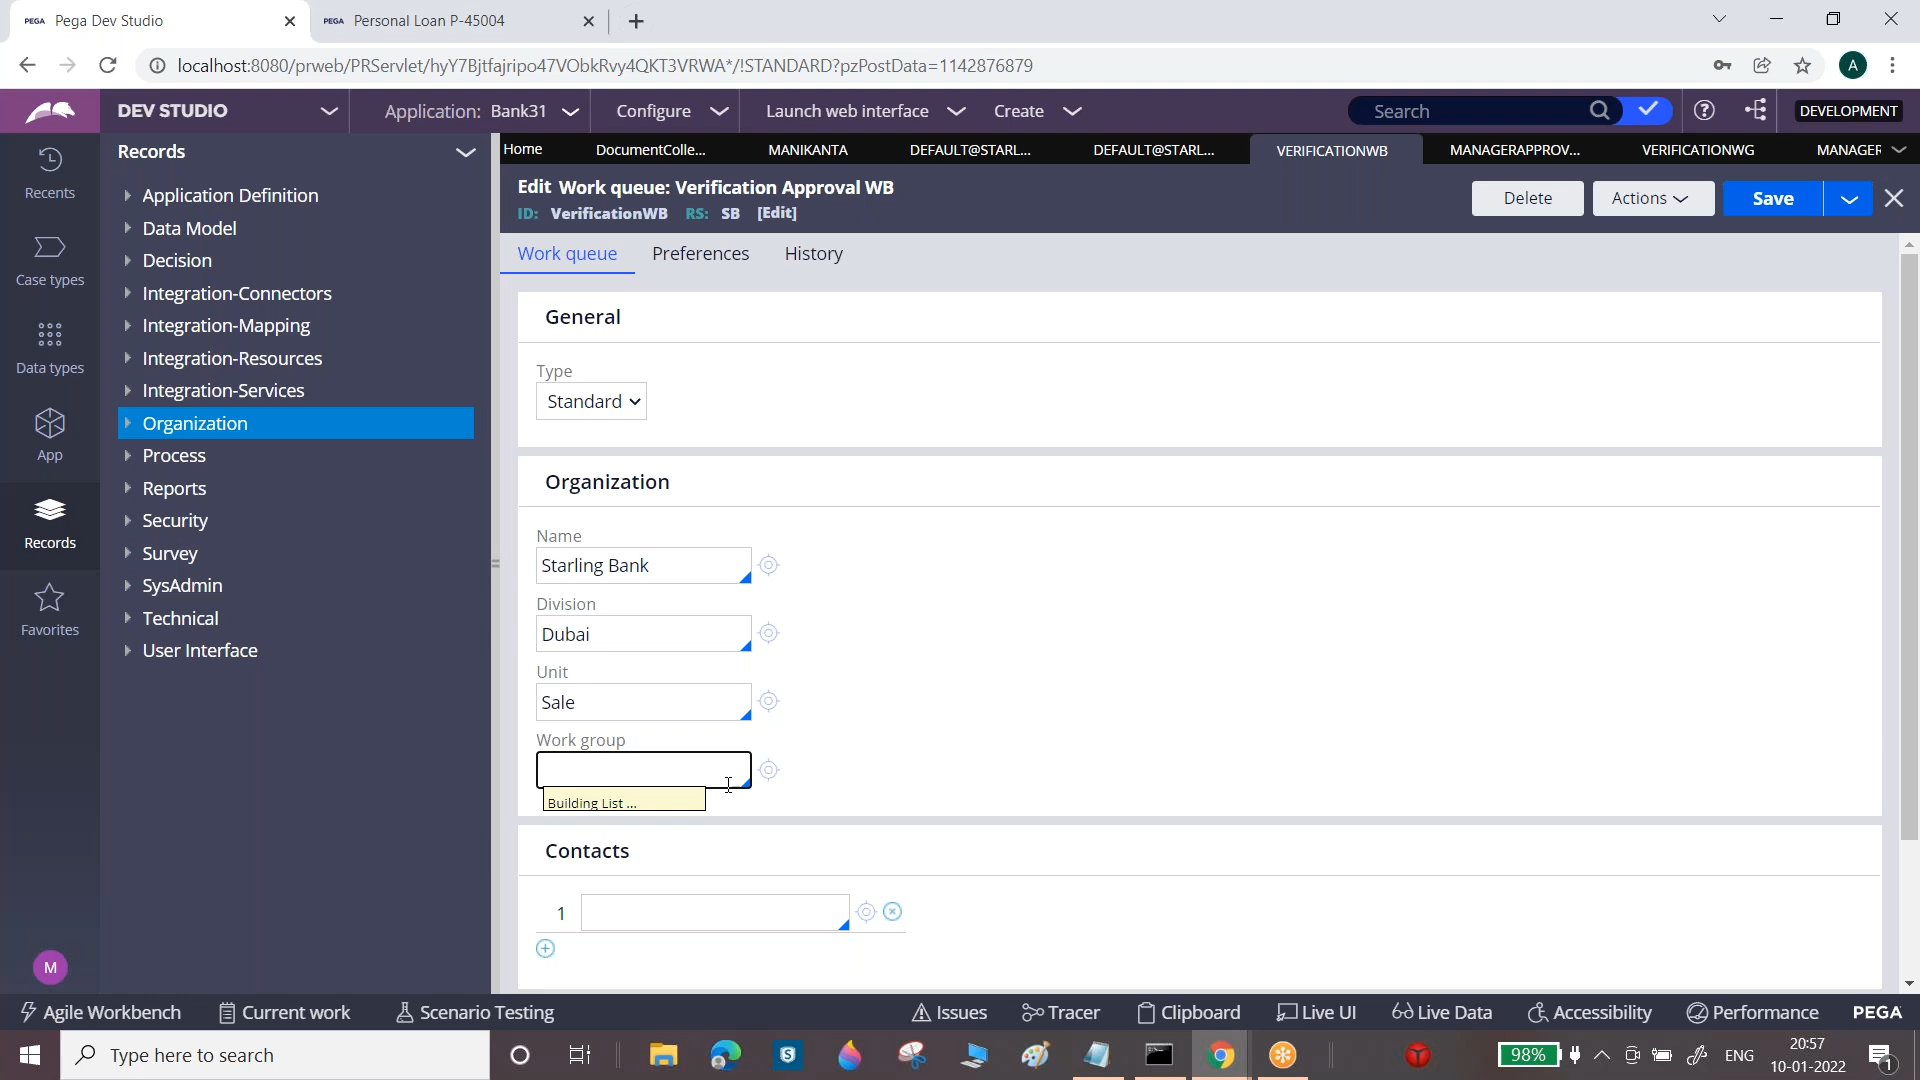 PEGA Pega Dev Studio
PEGA Personal Loan P-45004
localhost:8080/prweb/PRServlet/hyY7Bjtfajripo47VObkRvy4QKT3VRWA*/!STANDARD?pzPostData=1142876879
A
DEV STUDIO
Application: Bank31
Configure
Launch web interface
Create
Search
DEVELOPMENT
Recents
Case types
Data types
App
Records
Favorites
M
Records
Application Definition
Data Model
Decision
Integration-Connectors
Integration-Mapping
Integration-Resources
Integration-Services
Organization
Process
Reports
Security
Survey
SysAdmin
Technical
User Interface
Home
DocumentColle...
MANIKANTA
DEFAULT@STARL...
DEFAULT@STARL...
VERIFICATIONWB
MANAGERAPPROV...
VERIFICATIONWG
MANAGER
Edit Work queue: Verification Approval WB
ID: VerificationWB RS: SB [Edit]
Delete
Actions
Save
Work queue
Preferences
History
General
Type
Standard
Organization
Name
Starling Bank
Division
Dubai
Unit
Sale
Work group
Building List ...
Contacts
1
Agile Workbench
Current work
Scenario Testing
Issues
Tracer
Clipboard
Live UI
Live Data
Accessibility
Performance
PEGA
Type here to search
98%
ENG
20:57
10-01-2022
1